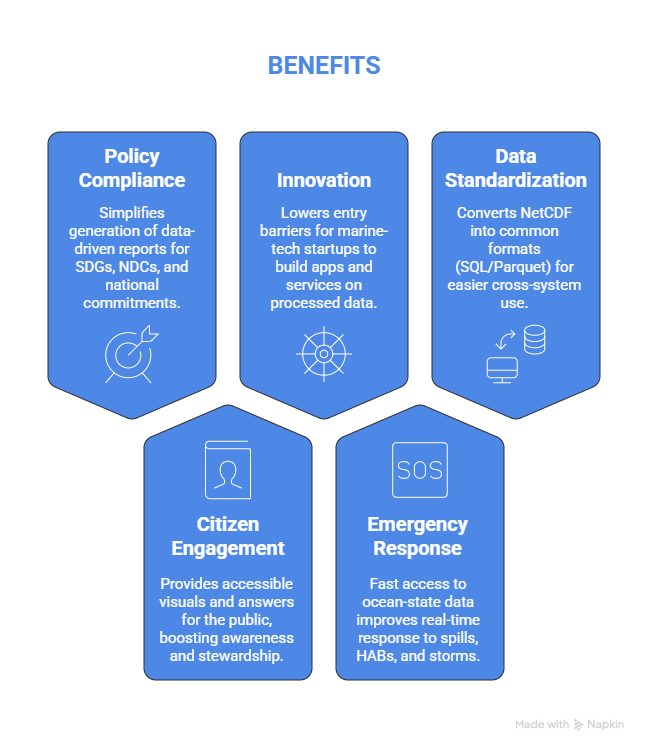 BENEFITS
Policy
Compliance
Simplifies
generation of data-
driven reports for
SDGs, NDCs, and
national
commitments.
Innovation
Lowers entry
barriers for marine-
tech startups to
build apps and
services on
processed data.
Data
Standardization
Converts NetCDF
into common
formats
(SQL/Parquet) for
easier cross-system
use.
Citizen
Engagement
Provides accessible
visuals and answers
for the public,
boosting awareness
and stewardship.
SOS
Emergency
Response
Fast access to
ocean-state data
improves real-time
response to spills,
HABs, and storms.
Made with Napkin